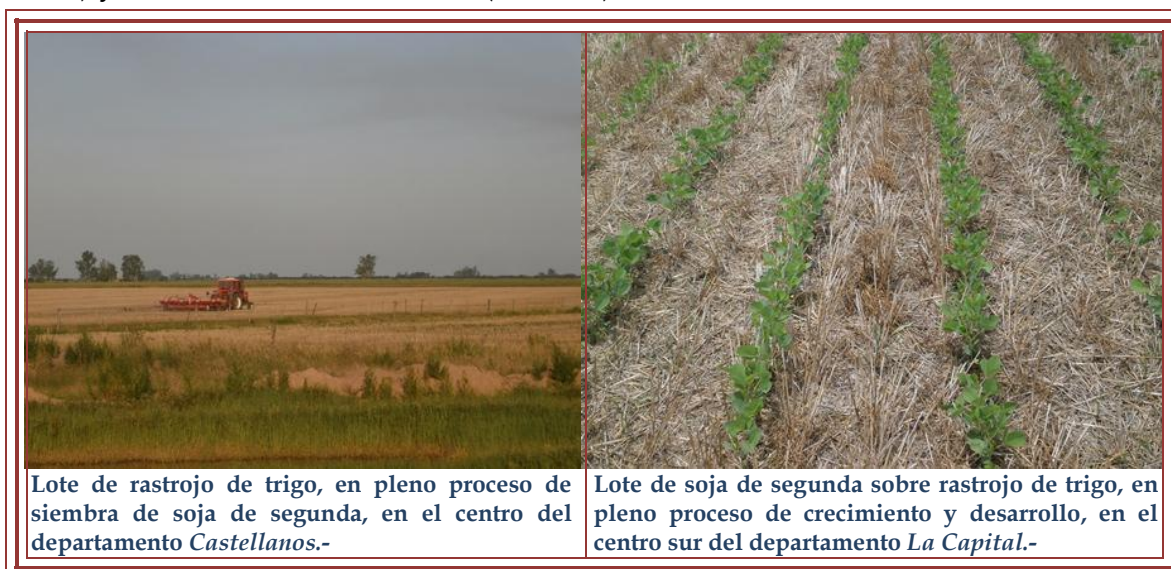 Lote de rastrojo de trigo, en pleno proceso de
siembra de soja de segunda, en el centro del
departamento Castellanos.-
Lote de soja de segunda sobre rastrojo de trigo, en
pleno proceso de crecimiento y desarrollo, en el
centro sur del departamento La Capital.-